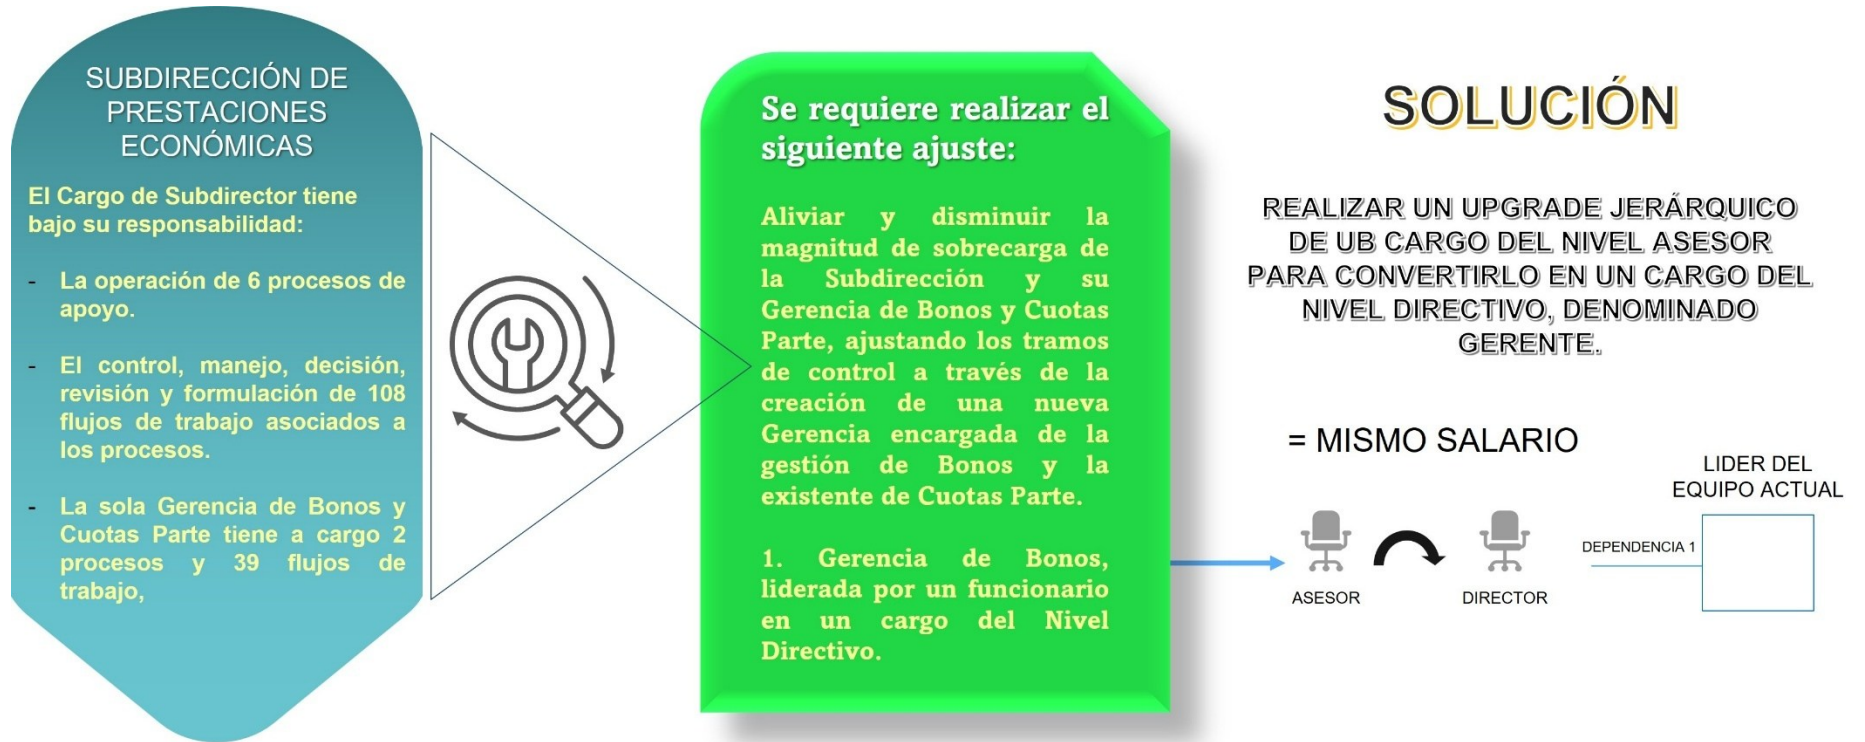 SUBDIRECCIÓN DE
PRESTACIONES
ECONÓMICAS
El Cargo de Subdirector tiene
bajo su responsabilidad:
- La operación de 6 procesos de
apoyo.
- El control, manejo, decisión,
revisión y formulación de 108
flujos de trabajo asociados a
los procesos.
- La sola Gerencia de Bonos y
Cuotas Parte tiene a cargo 2
procesos y 39 flujos de
trabajo,
Se requiere realizar el
siguiente ajuste:
Aliviar y disminuir la
magnitud de sobrecarga de
la Subdirección y su
Gerencia de Bonos y Cuotas
Parte, ajustando los tramos
de control a través de la
creación de una nueva
Gerencia encargada de la
gestión de Bonos y la
existente de Cuotas Parte.
1. Gerencia de Bonos,
liderada por un funcionario
en un cargo del Nivel
Directivo.
SOLUCIÓN
REALIZAR UN UPGRADE JERÁRQUICO
DE UB CARGO DEL NIVEL ASESOR
PARA CONVERTIRLO EN UN CARGO DEL
NIVEL DIRECTIVO, DENOMINADO
GERENTE.
= MISMO SALARIO
LIDER DEL
EQUIPO ACTUAL
DEPENDENCIA 1
ASESOR
DIRECTOR